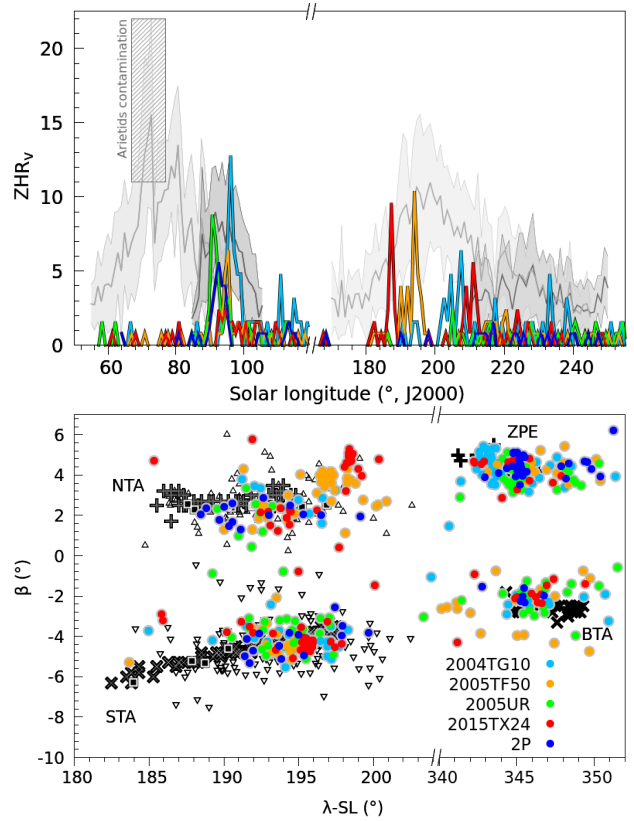 20
15
10
5
0
ZHRv
Arietids contamination
60 80 100 180 200 220 240
Solar longitude (°, J2000)
6
4
2
0
-2
-4
-6
-8
-10
β (°)
NTA
ZPE
STA
BTA
2004TG10
2005TF50
2005UR
2015TX24
2P
180 185 190 195 200 340 345 350
λ-SL (°)